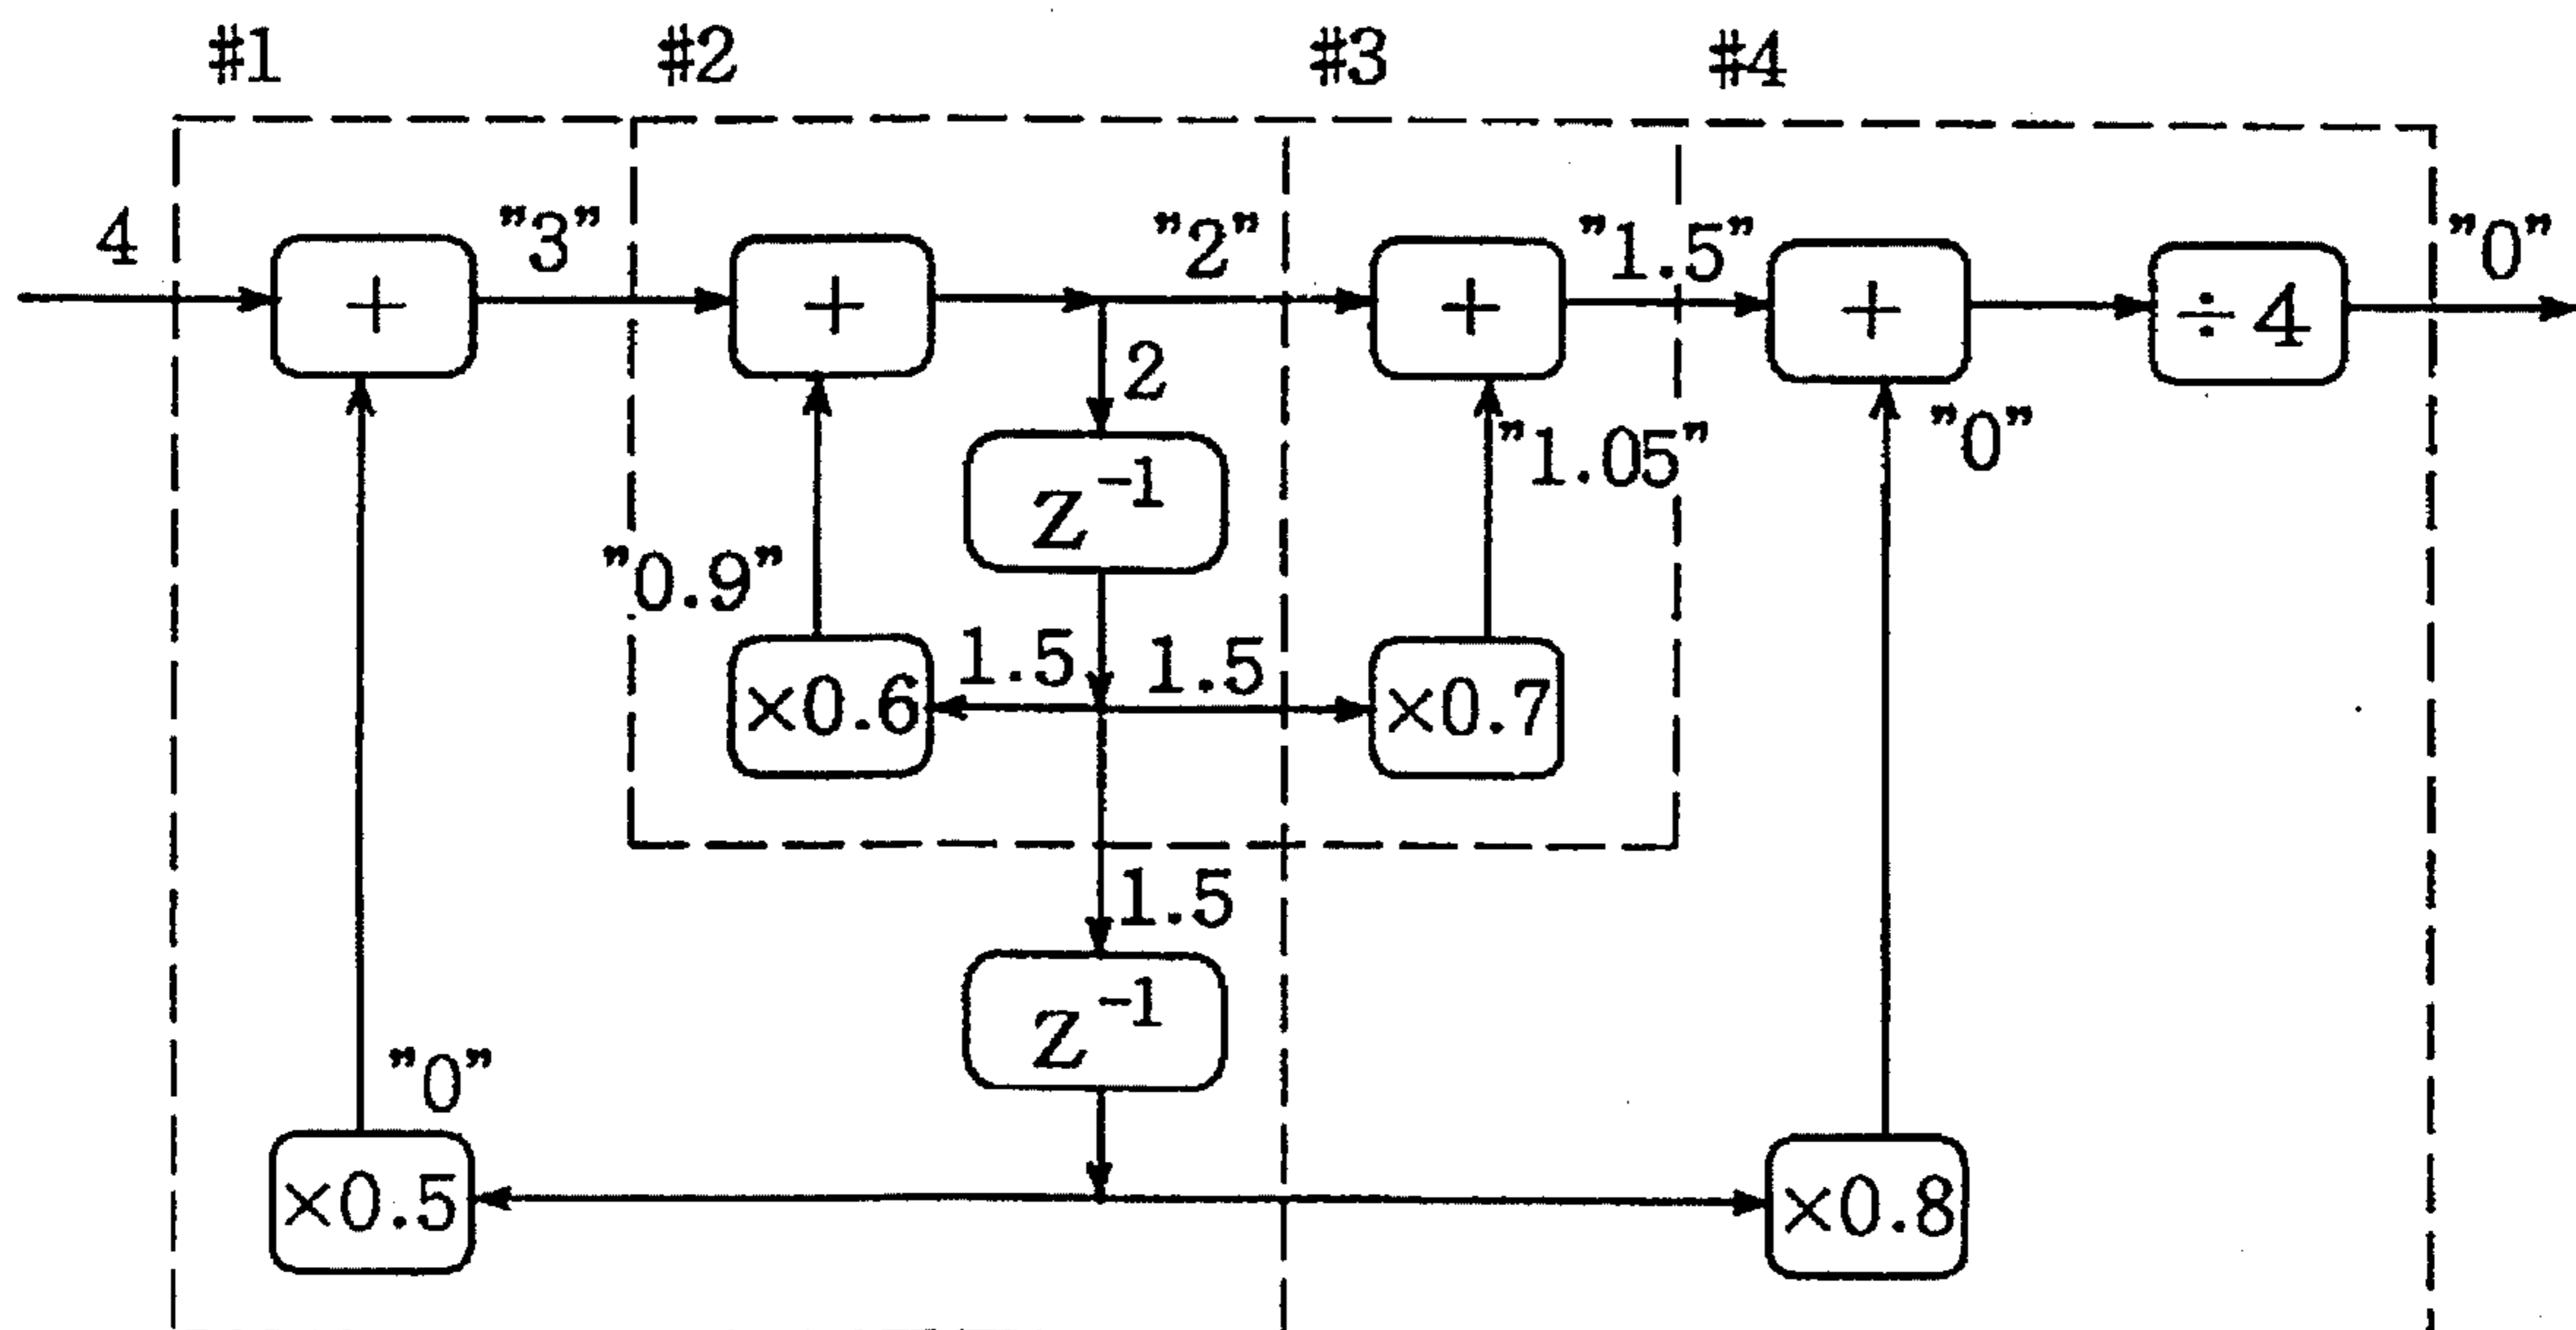 #1 #2 #3 #4
4 "3" "2" "1.5" "0"
+ + + + ÷4
2 "1.05" "0"
z⁻¹
"0.9" 1.5 1.5
×0.6 ×0.7
1.5
z⁻¹
"0"
×0.5 ×0.8